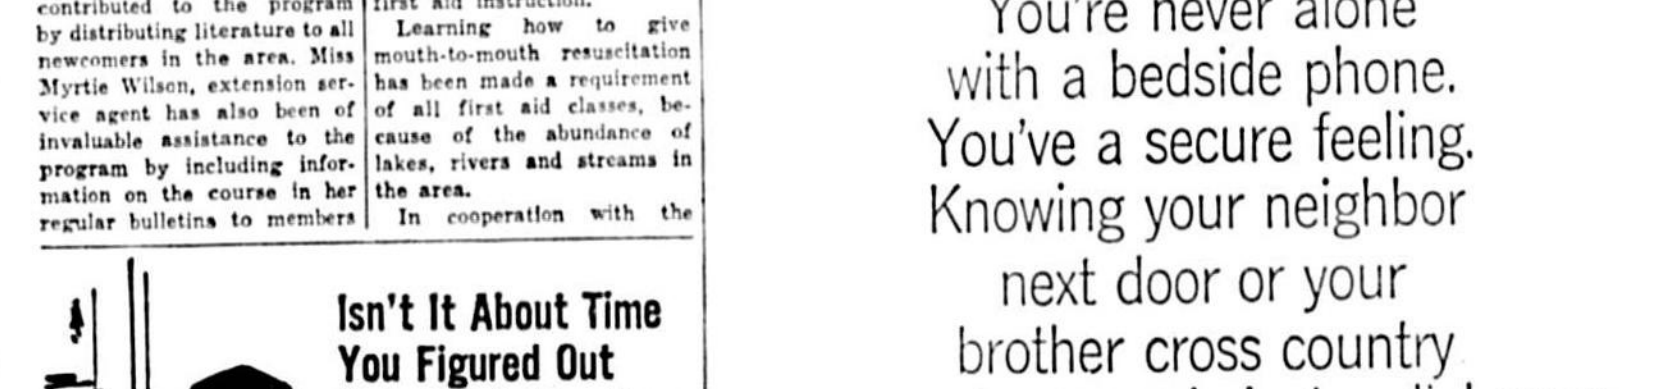 contributed to the program
by distributing literature to all
newcomers in the area. Miss
Myrtie Wilson, extension ser-
vice agent has also been of
invaluable assistance to the
program by including infor-
mation on the course in her
regular bulletins to members
first aid instruction.
Learning how to give
mouth-to-mouth resuscitation
has been made a requirement
of all first aid classes, be-
cause of the abundance of
lakes, rivers and streams in
the area.
In cooperation with the
Isn't It About Time
You Figured Out
You're never alone
with a bedside phone.
You've a secure feeling.
Knowing your neighbor
next door or your
brother cross country